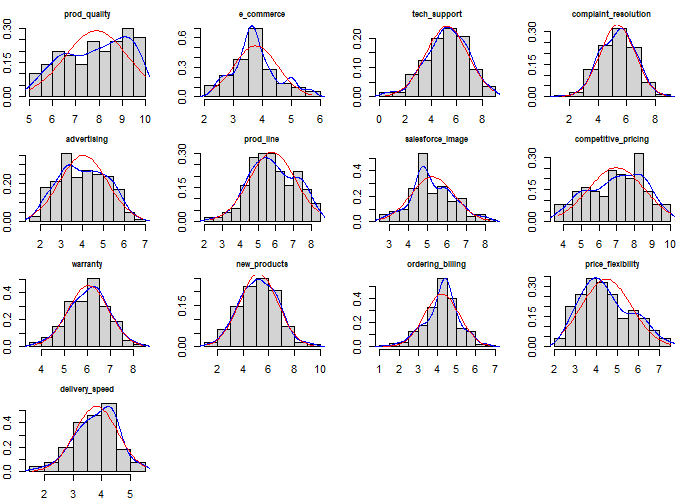 prod_quality
0.00 0.15 0.30
5 6 7 8 9 10
e_commerce
0.0 0.2 0.4 0.6
2 3 4 5 6
tech_support
0.00 0.10 0.20
0 2 4 6 8
complaint_resolution
0.00 0.15 0.30
2 4 6 8
advertising
0.00 0.10 0.20
2 3 4 5 6 7
prod_line
0.00 0.10 0.20 0.30
2 3 4 5 6 7 8
salesforce_image
0.0 0.2 0.4
3 4 5 6 7 8
competitive_pricing
0.00 0.15 0.30
4 5 6 7 8 9 10
warranty
0.0 0.2 0.4
4 5 6 7 8
new_products
0.00 0.15
2 4 6 8 10
ordering_billing
0.0 0.2 0.4
1 2 3 4 5 6 7
price_flexibility
0.00 0.15 0.30
2 3 4 5 6 7
delivery_speed
0.0 0.2 0.4
2 3 4 5